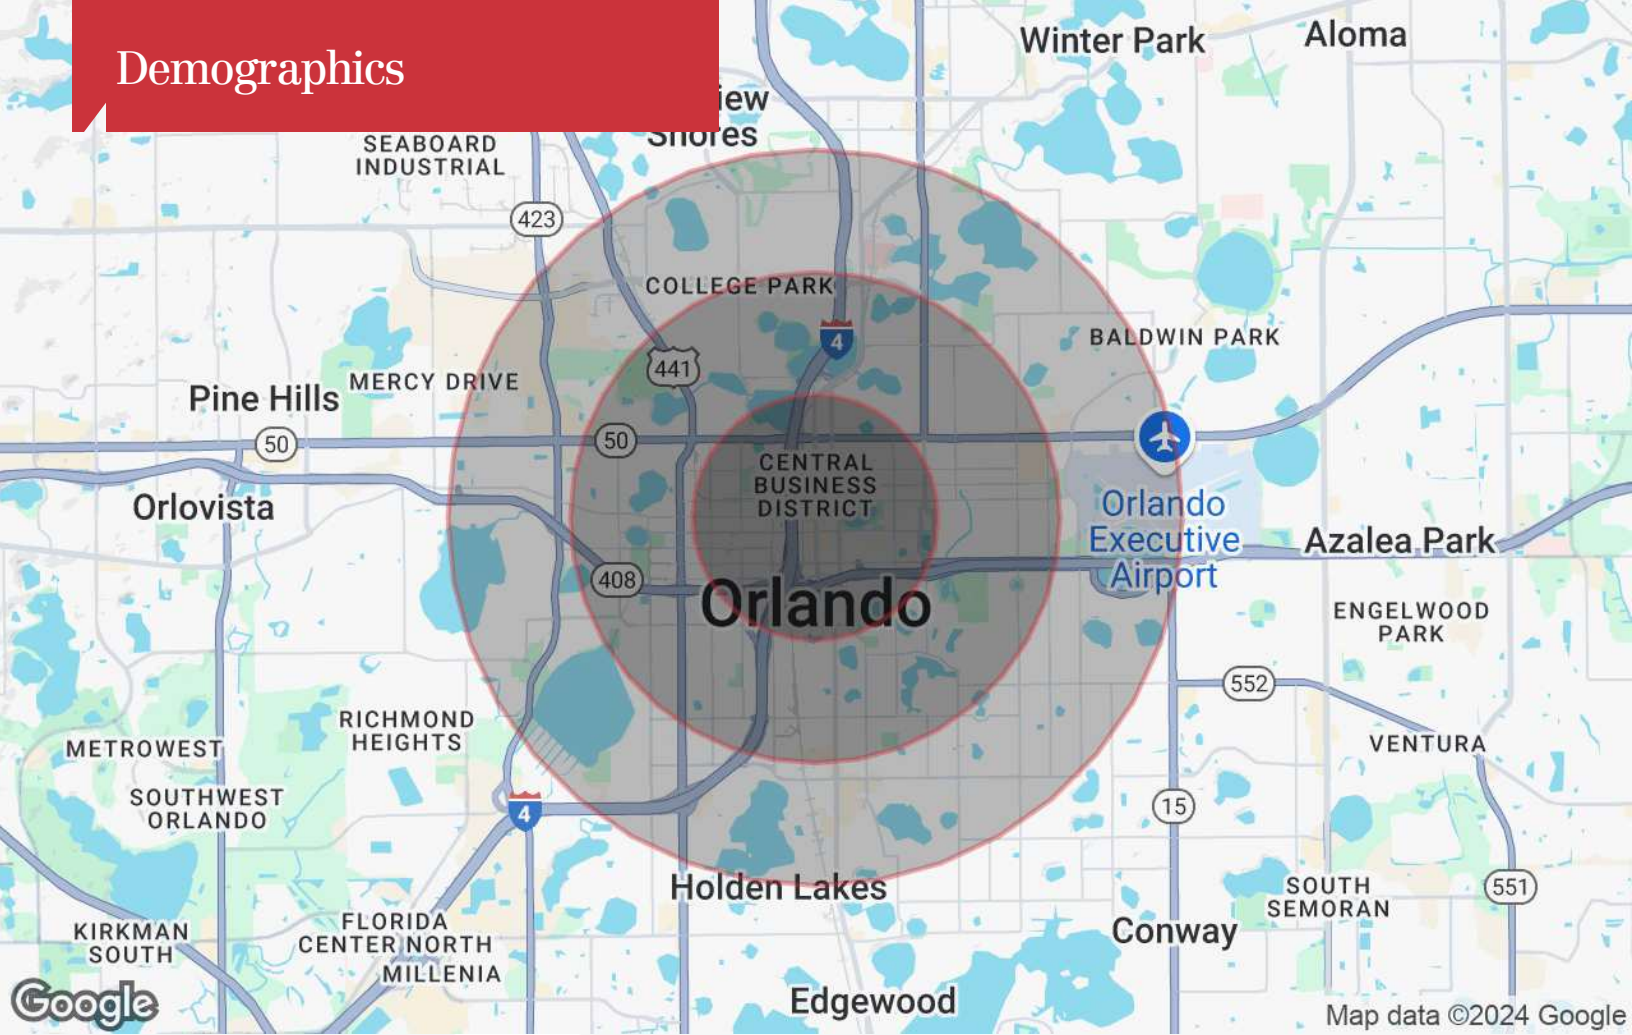 Demographics
Winter Park
Aloma
iew
Shores
SEABOARD
INDUSTRIAL
423
COLLEGE PARK
4
BALDWIN PARK
441
MERCY DRIVE
Pine Hills
50
50
CENTRAL
BUSINESS
DISTRICT
Orlovista
Orlando
Executive
Airport
Azalea Park
408
Orlando
ENGELWOOD
PARK
552
RICHMOND
HEIGHTS
METROWEST
VENTURA
SOUTHWEST
ORLANDO
4
15
Holden Lakes
SOUTH
SEMORAN
551
KIRKMAN
SOUTH
FLORIDA
CENTER NORTH
MILLENIA
Conway
Edgewood
Google
Map data ©2024 Google